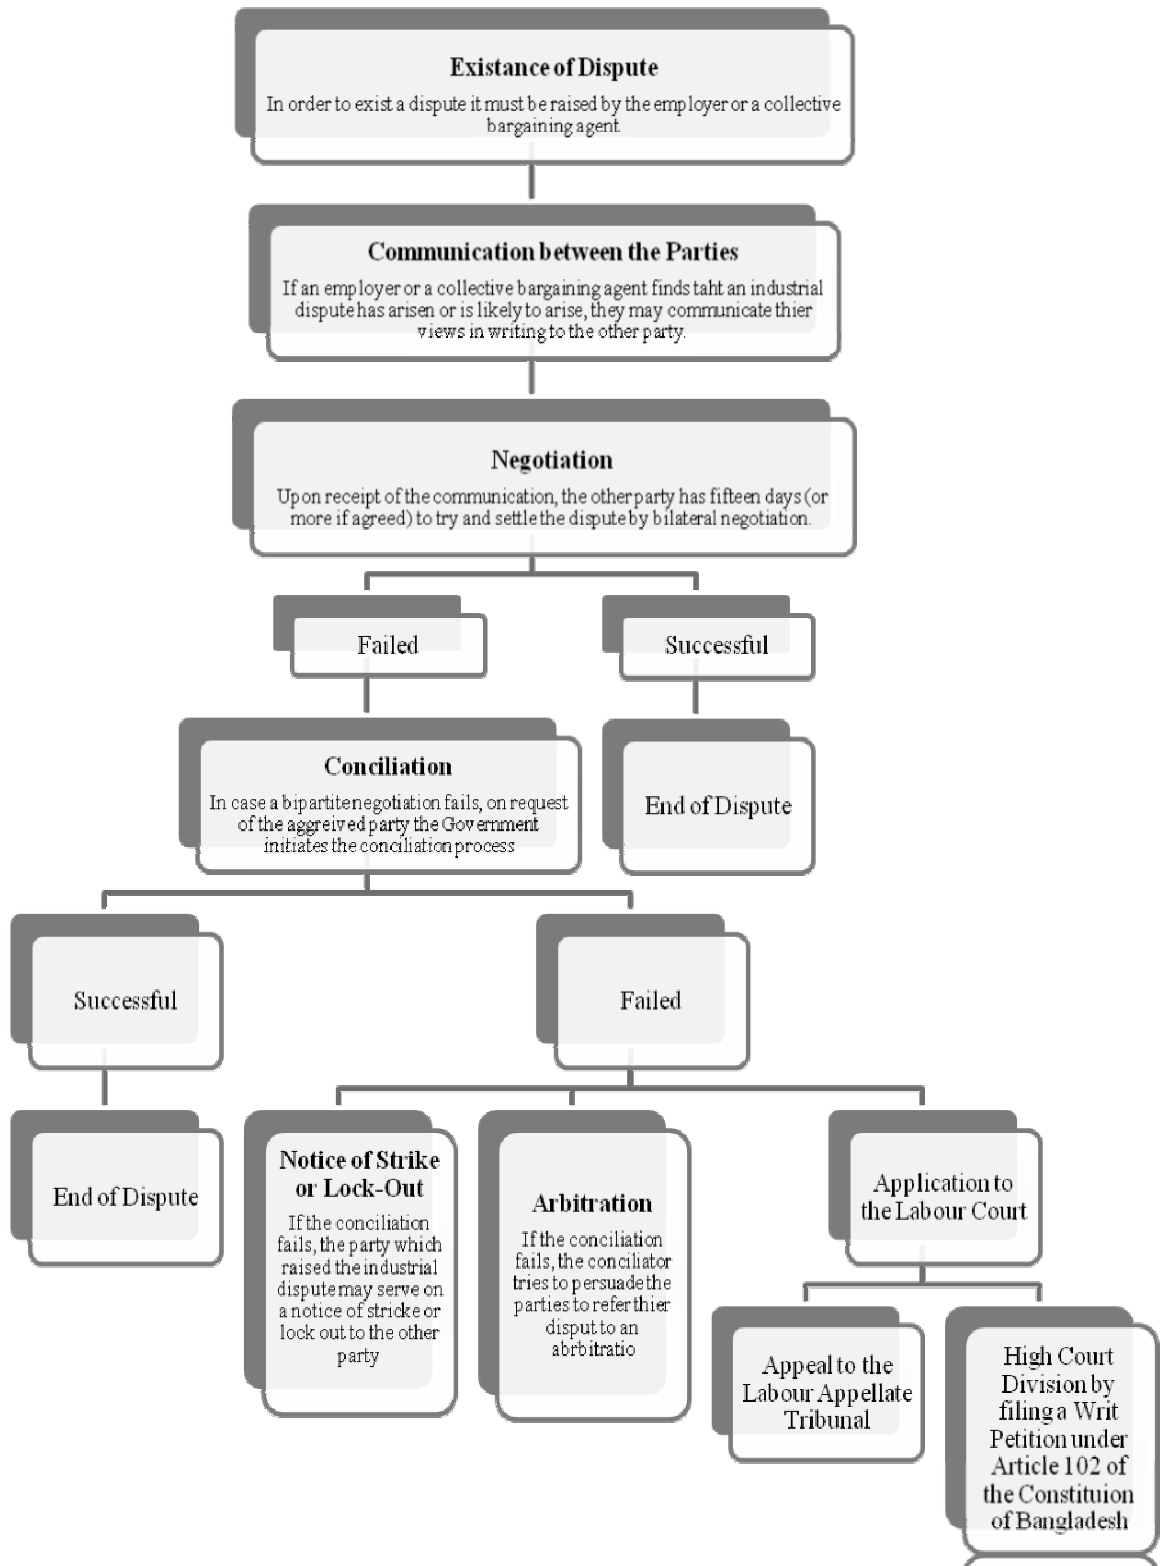 Existance of Dispute
In order to exist a dispute it must be raised by the employer or a collective
bargaining agent.
Communication between the Parties
If an employer or a collective bargaining agent finds taht an industrial
dispute has arisen or is likely to arise, they may communicate thier
views in writing to the other party.
Negotiation
Upon receipt of the communication, the other party has fifteen days (or
more if agreed) to try and settle the dispute by bilateral negotiation.
Failed
Successful
Conciliation
In case a bipartite negotiation fails, on request
of the aggreived party the Government
initiates the conciliation process
End of Dispute
Successful
Failed
End of Dispute
Notice of Strike
or Lock-Out
If the conciliation
fails, the party which
raised the industrial
dispute may serve on
a notice of stricke or
lock out to the other
party
Arbitration
If the conciliation
fails, the conciliator
tries to persuade the
parties to refer thier
disput to an
abrbitratio
Application to
the Labour Court
Appeal to the
Labour Appellate
Tribunal
High Court
Division by
filing a Writ
Petition under
Article 102 of
the Constituion
of Bangladesh